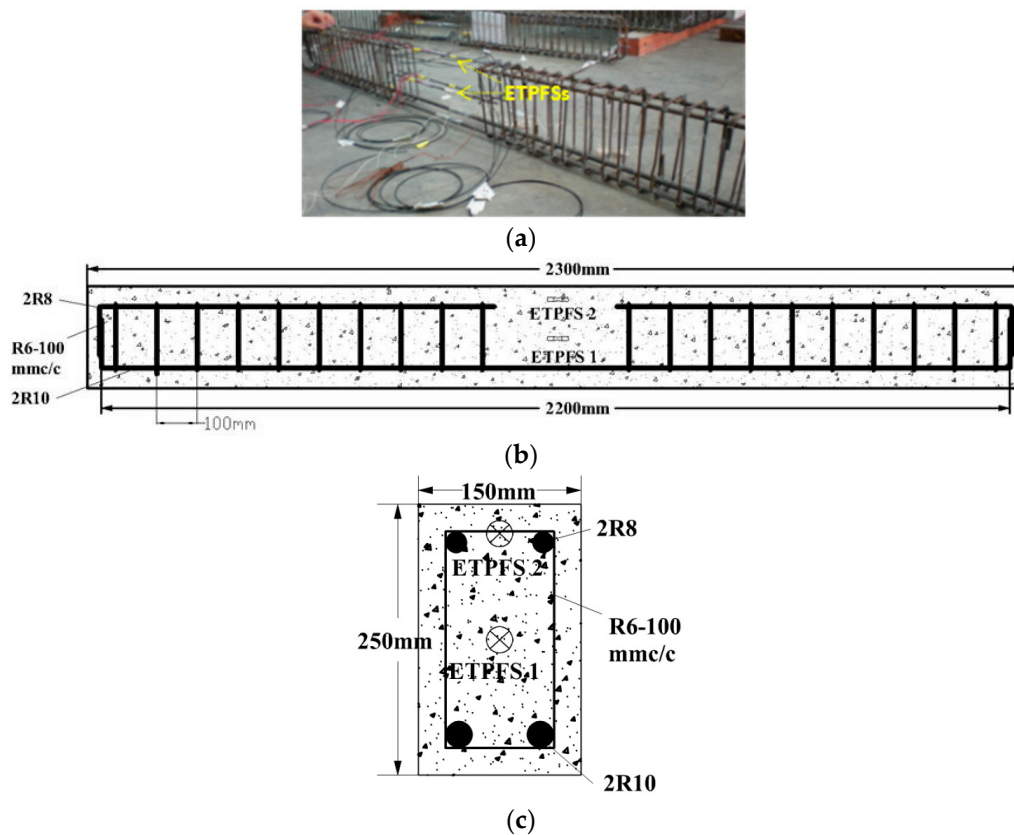 ETPFSs
(a)
2300mm
2R8
ETPFS 2
R6-100
mmc/c
ETPFS 1
2R10
2200mm
100mm
(b)
150mm
2R8
ETPFS 2
250mm
R6-100
mmc/c
ETPFS 1
2R10
(c)